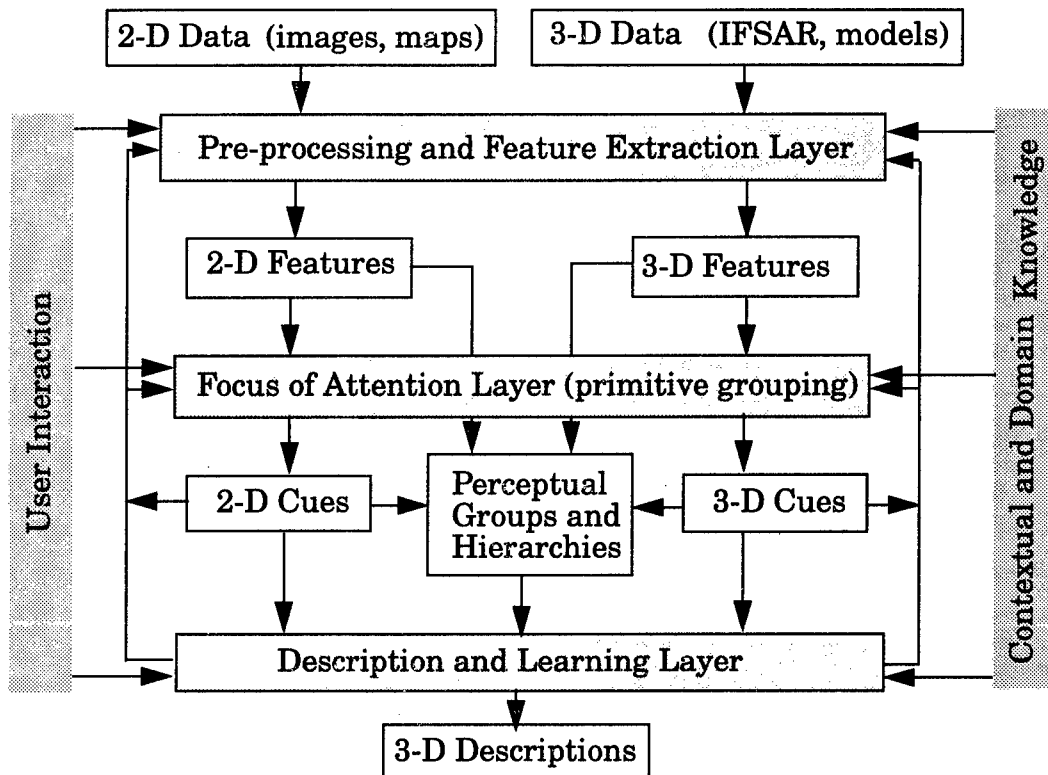 2-D Data (images, maps)
3-D Data (IFSAR, models)
Pre-processing and Feature Extraction Layer
2-D Features
3-D Features
User Interaction
Contextual and Domain Knowledge
Focus of Attention Layer (primitive grouping)
2-D Cues
Perceptual
Groups and
Hierarchies
3-D Cues
Description and Learning Layer
3-D Descriptions